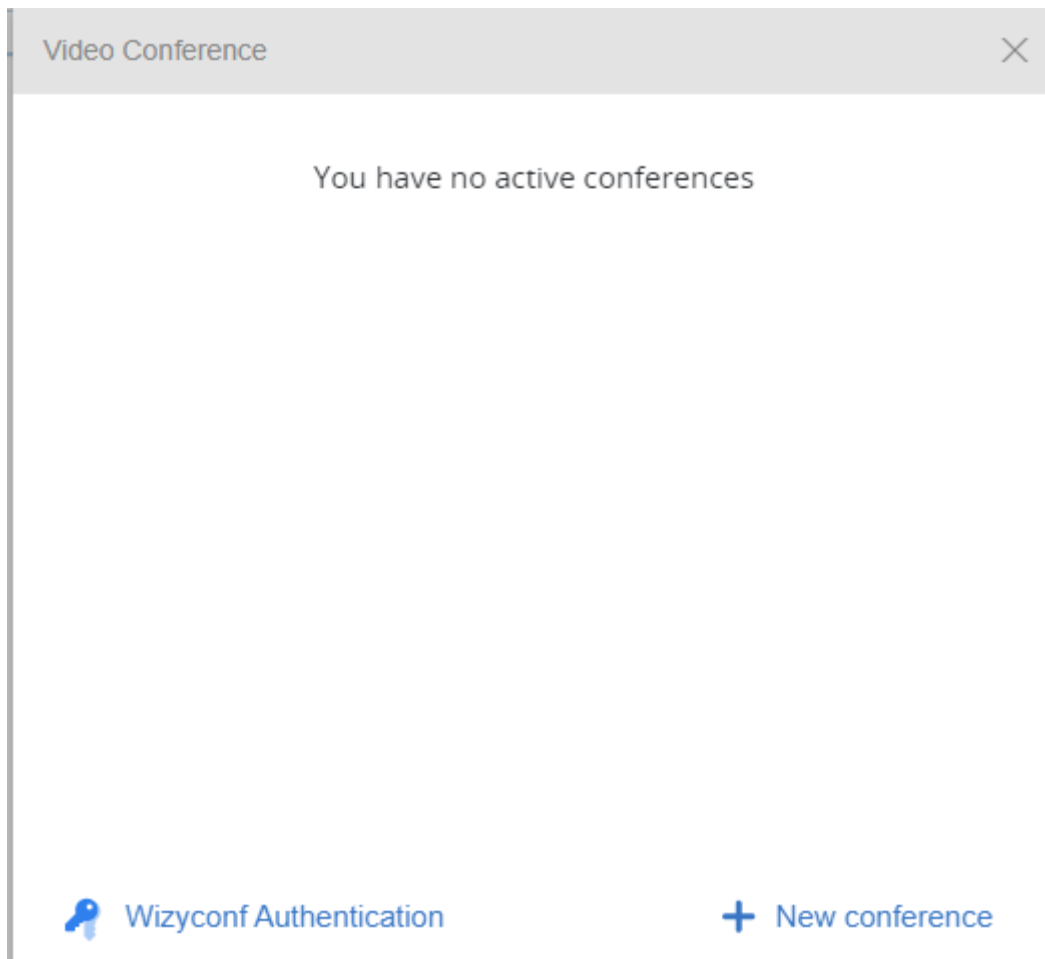 Video Conference
You have no active conferences
Wizyconf Authentication
New conference